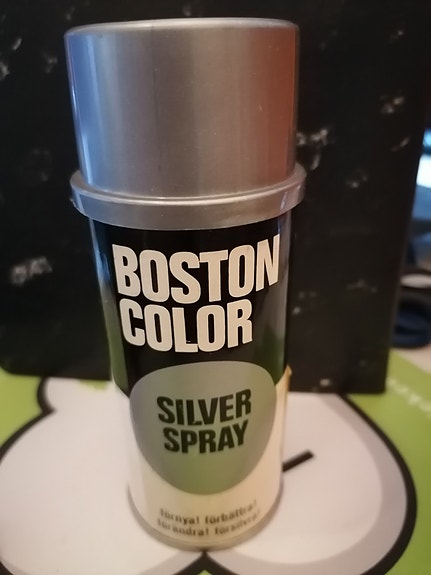 BOSTON
COLOR
SILVER
SPRAY
förnya! förbättra!
förändra! försilvra!